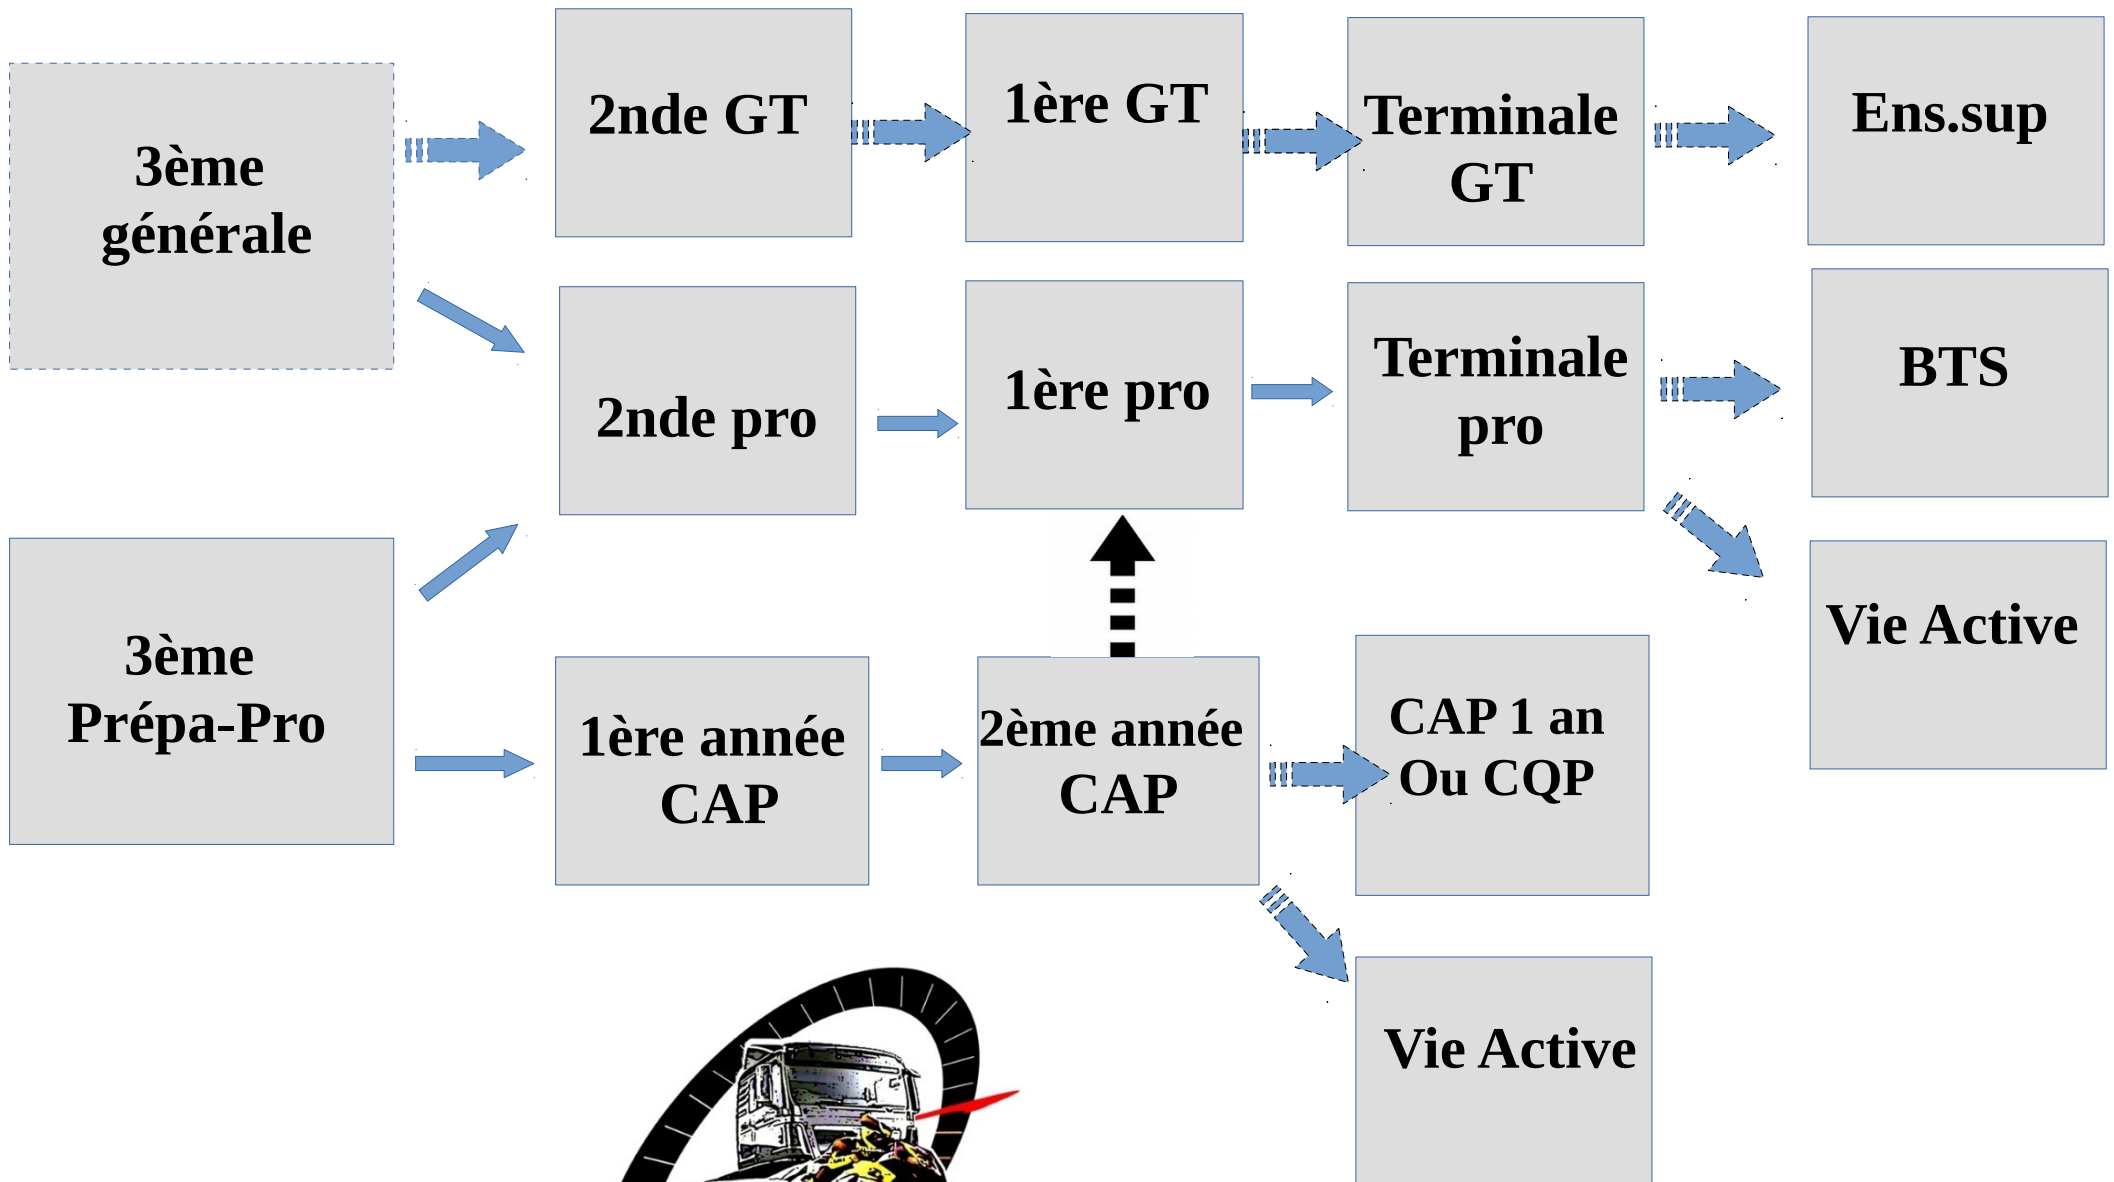 3ème
générale
2nde GT
1ère GT
Terminale
GT
Ens.sup
2nde pro
1ère pro
Terminale
pro
BTS
Vie Active
3ème
Prépa-Pro
1ère année
CAP
2ème année
CAP
CAP 1 an
Ou CQP
Vie Active